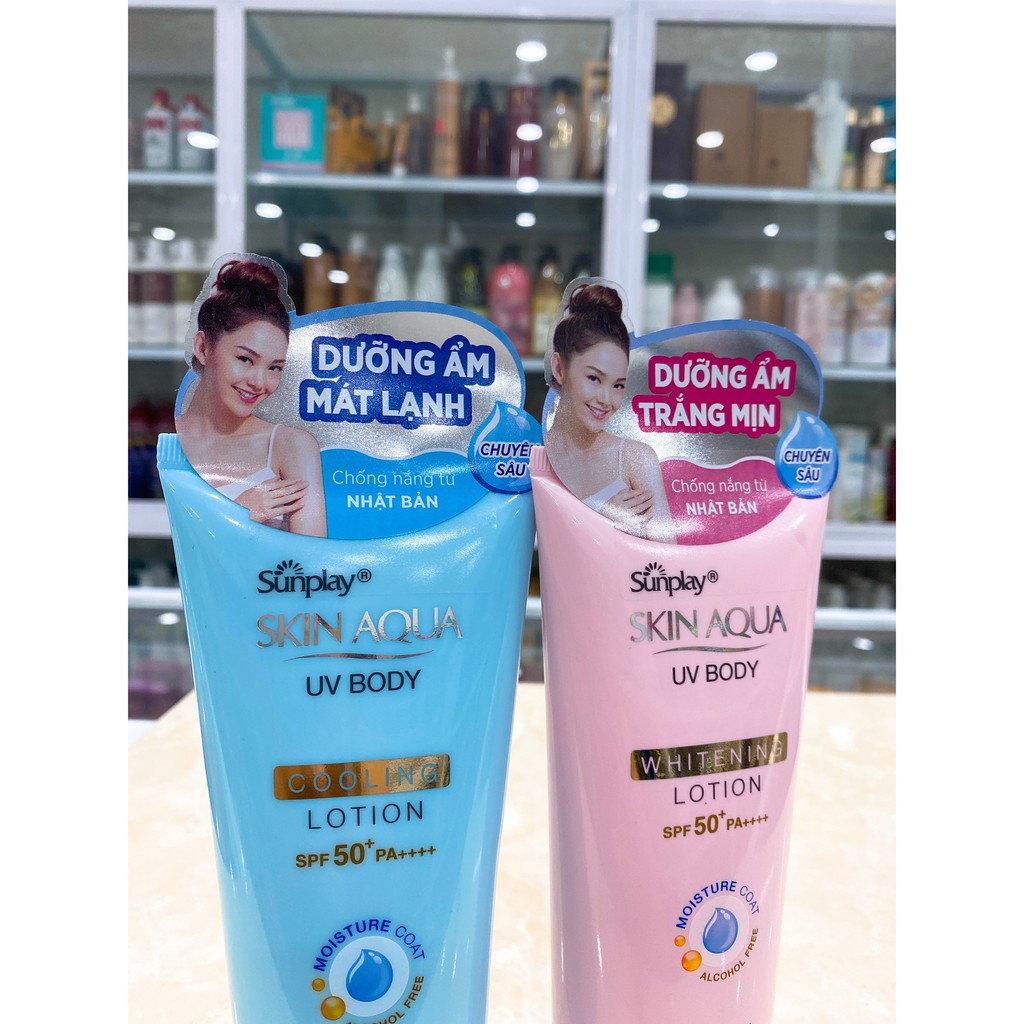 DƯỠNG ẨM
MÁT LẠNH
CHUYÊN
SÂU
Chống nắng từ
NHẬT BẢN
Sunplay®
SKIN AQUA
UV BODY
COOLING
LOTION
SPF 50+ PA++++
MOISTURE COAT
ALCOHOL FREE
DƯỠNG ẨM
TRẮNG MỊN
CHUYÊN
SÂU
Chống nắng từ
NHẬT BẢN
Sunplay®
SKIN AQUA
UV BODY
WHITENING
LOTION
SPF 50+ PA++++
MOISTURE COAT
ALCOHOL FREE